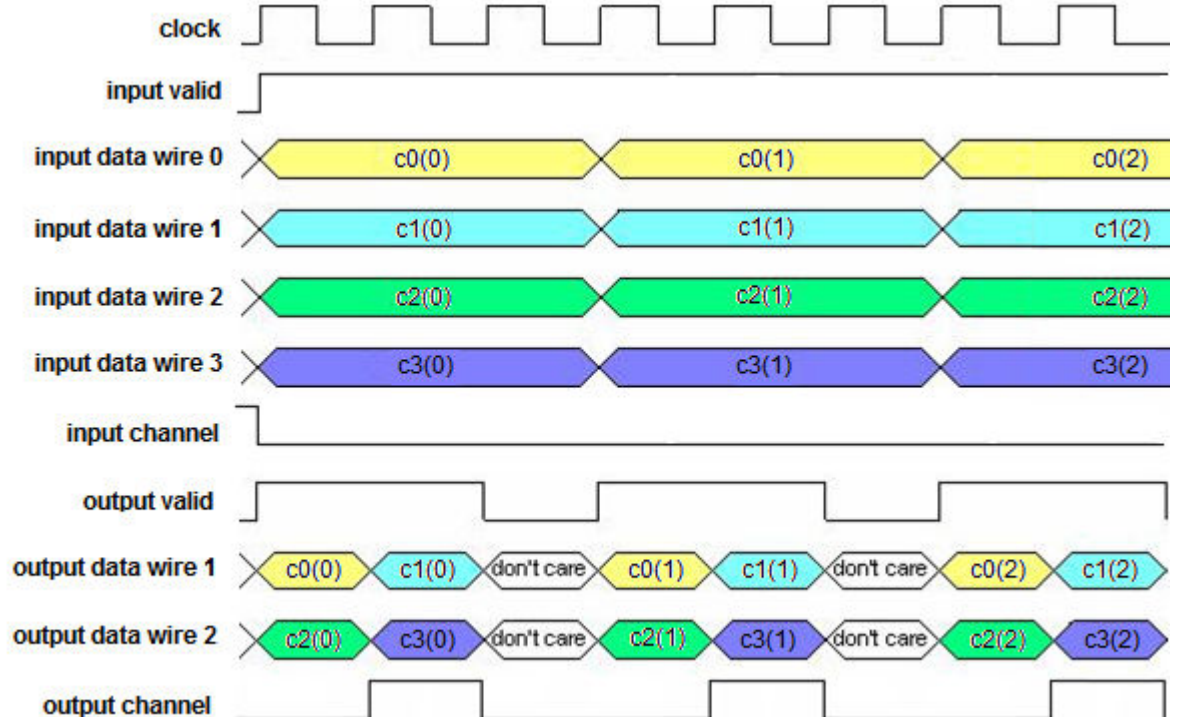 clock
input valid
input data wire 0 c0(0) c0(1) c0(2)
input data wire 1 c1(0) c1(1) c1(2)
input data wire 2 c2(0) c2(1) c2(2)
input data wire 3 c3(0) c3(1) c3(2)
input channel
output valid
output data wire 1 c0(0) c1(0) don't care c0(1) c1(1) don't care c0(2) c1(2)
output data wire 2 c2(0) c3(0) don't care c2(1) c3(1) don't care c2(2) c3(2)
output channel